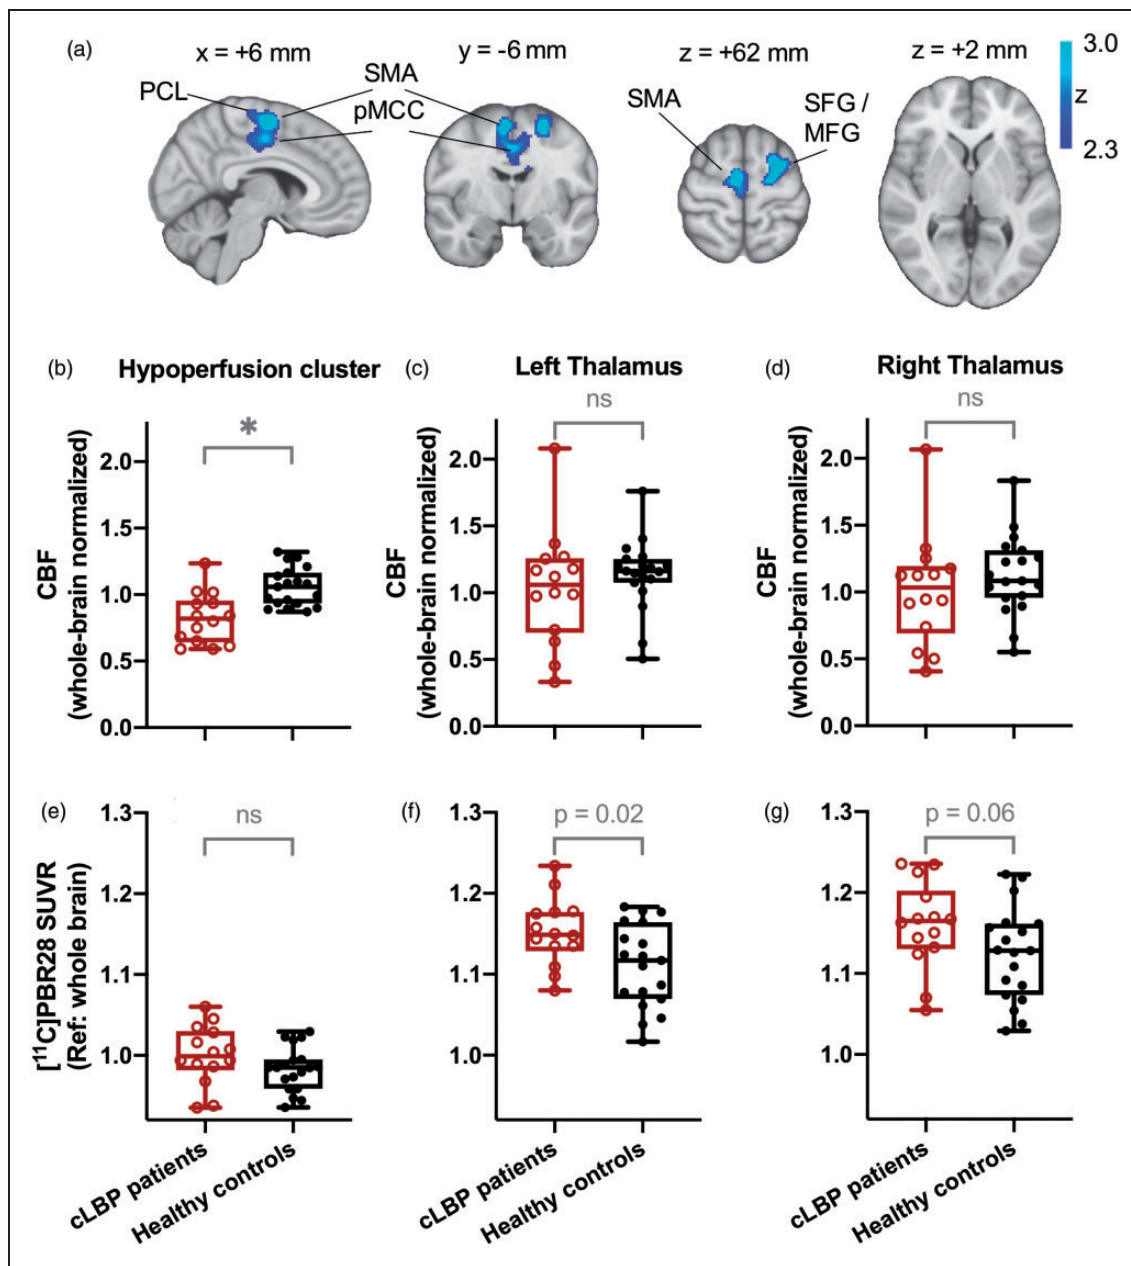 (a)
x = +6 mm
y = -6 mm
z = +62 mm
z = +2 mm
3.0
z
2.3
PCL
SMA
pMCC
SMA
SFG /
MFG
(b)
Hypoperfusion cluster
*
CBF
(whole-brain normalized)
2.0
1.5
1.0
0.5
0.0
(c)
Left Thalamus
ns
CBF
(whole-brain normalized)
2.0
1.5
1.0
0.5
0.0
(d)
Right Thalamus
ns
CBF
(whole-brain normalized)
2.0
1.5
1.0
0.5
0.0
(e)
ns
[¹¹C]PBR28 SUVR
(Ref: whole brain)
1.3
1.2
1.1
1.0
cLBP patients
Healthy controls
(f)
p = 0.02
1.3
1.2
1.1
1.0
cLBP patients
Healthy controls
(g)
p = 0.06
1.3
1.2
1.1
1.0
cLBP patients
Healthy controls